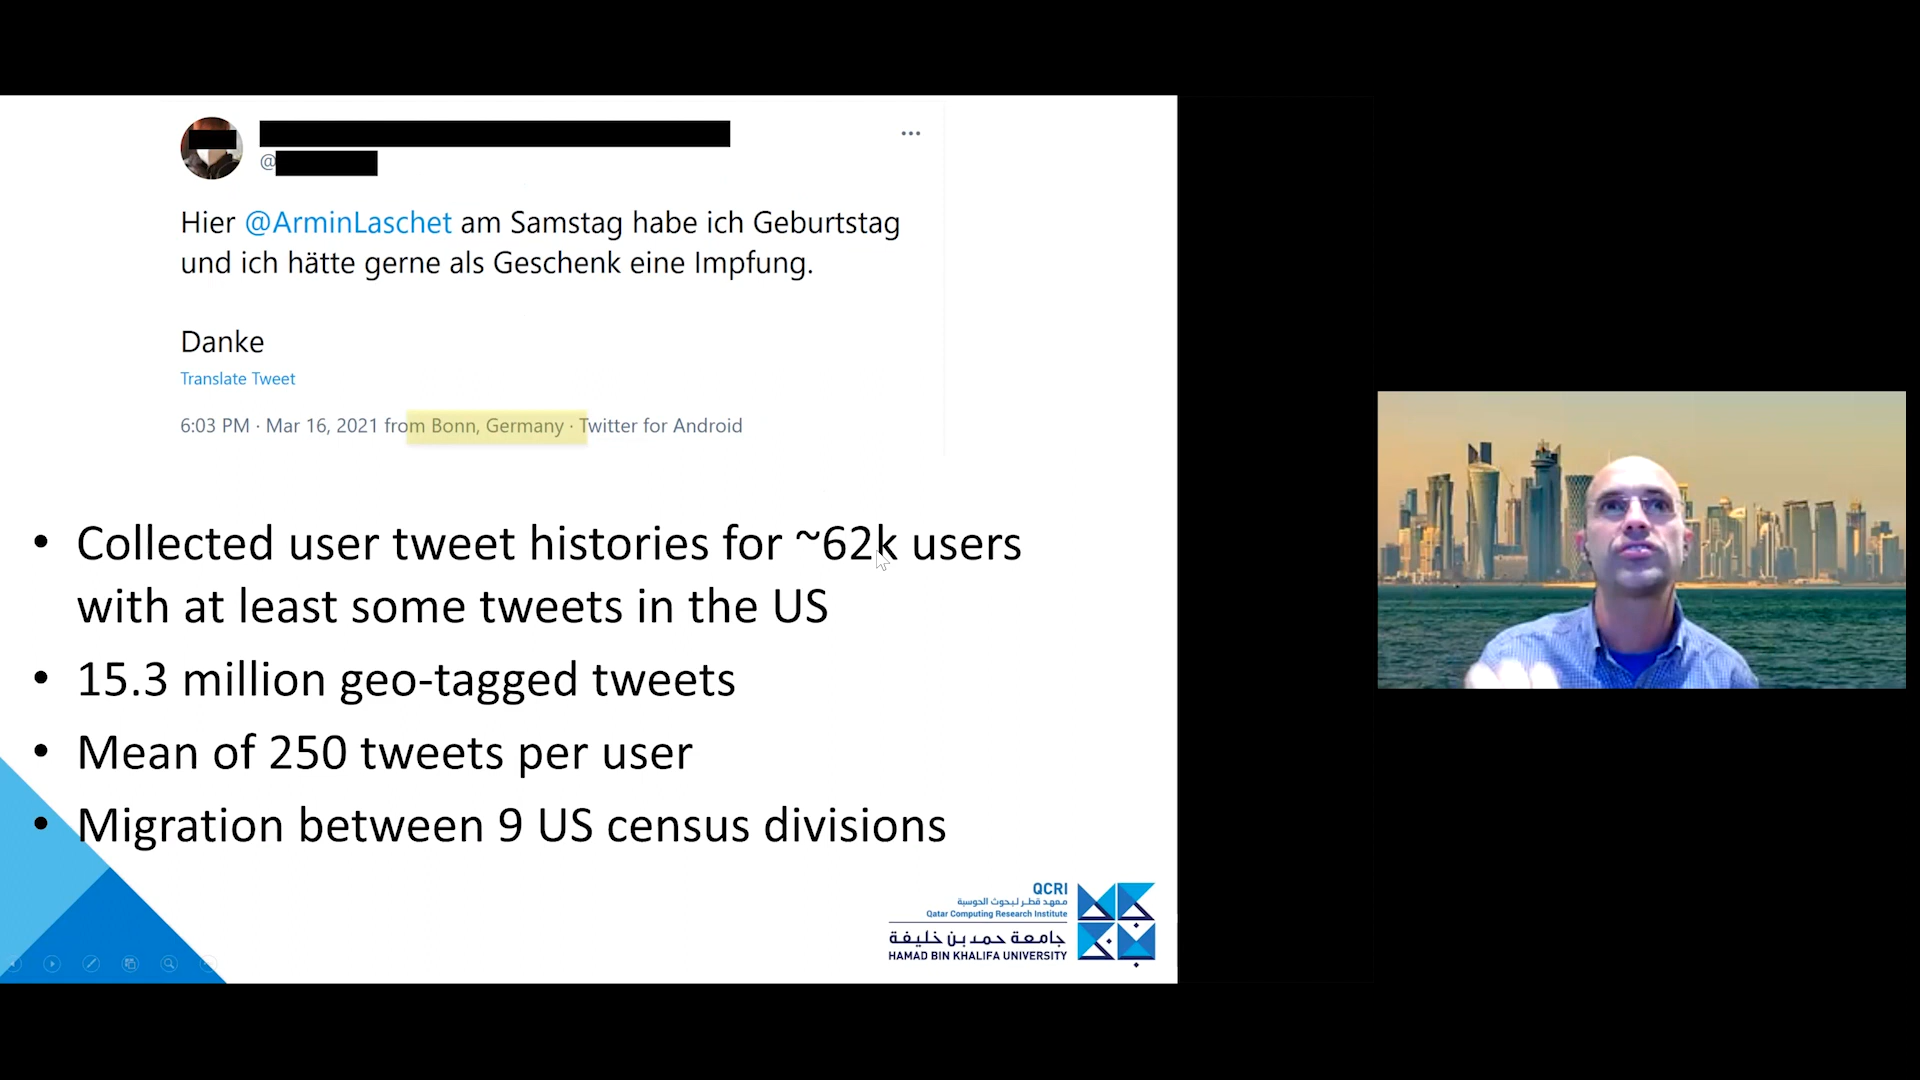 @
Hier @ArminLaschet am Samstag habe ich Geburtstag
und ich hätte gerne als Geschenk eine Impfung.
Danke
Translate Tweet
6:03 PM · Mar 16, 2021 from Bonn, Germany · Twitter for Android
• Collected user tweet histories for ~62k users
with at least some tweets in the US
• 15.3 million geo-tagged tweets
• Mean of 250 tweets per user
• Migration between 9 US census divisions
QCRI
معهد قطر لبحوث الحوسبة
Qatar Computing Research Institute
جامعة حمد بن خليفة
HAMAD BIN KHALIFA UNIVERSITY